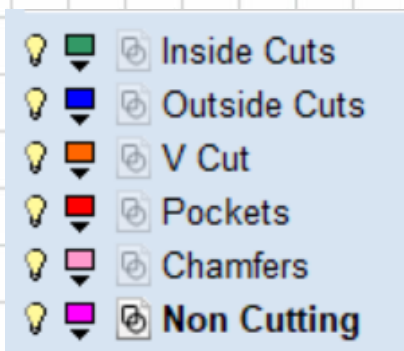 Inside Cuts
Outside Cuts
V Cut
Pockets
Chamfers
Non Cutting